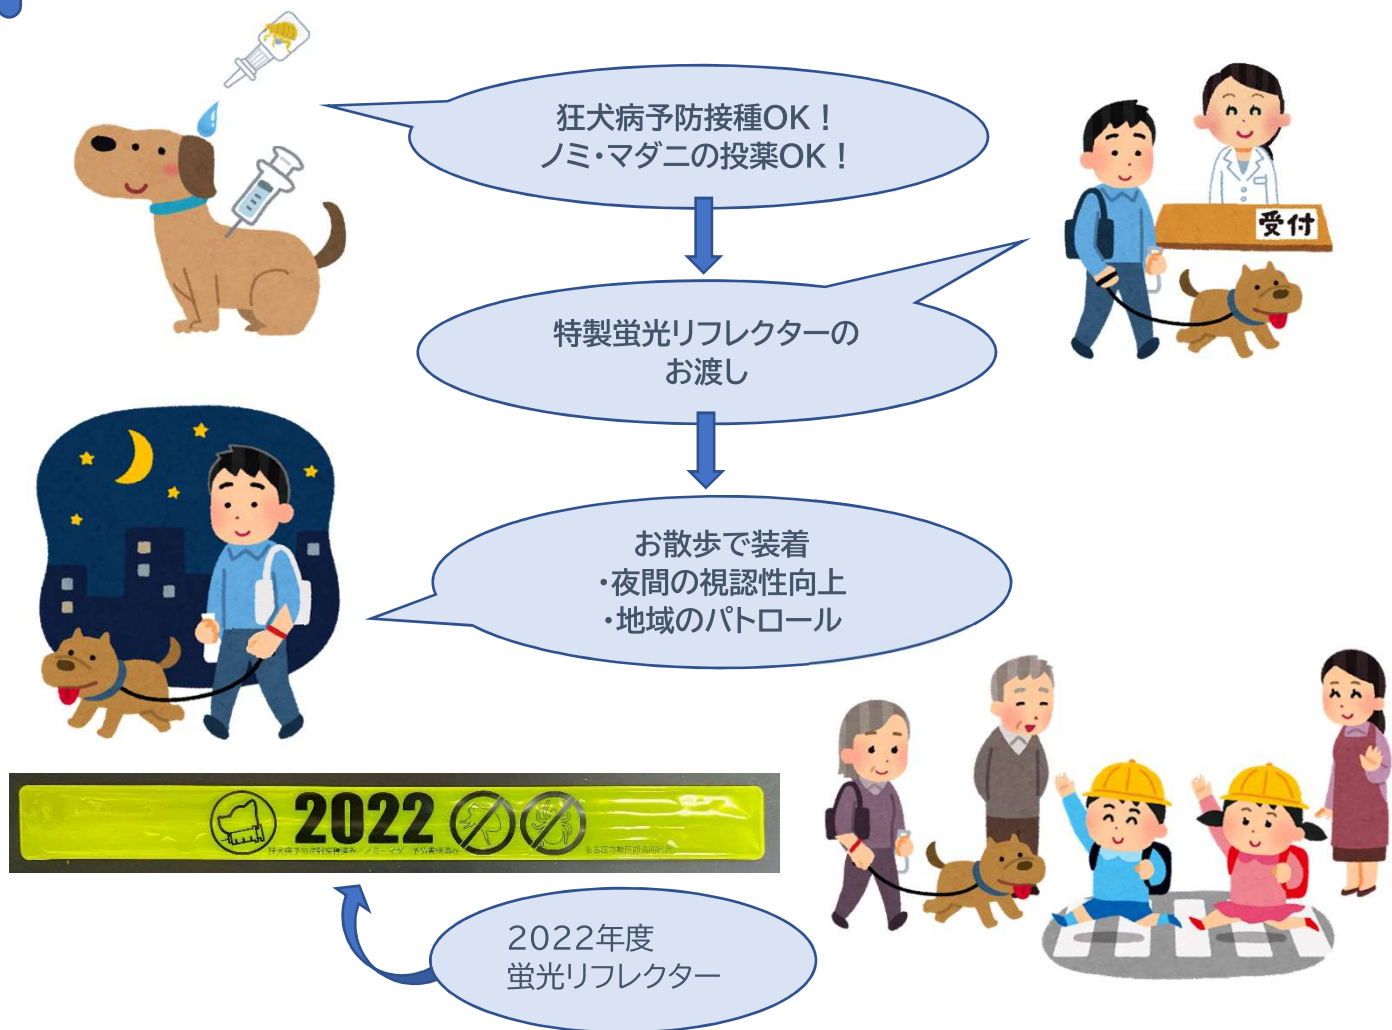 狂犬病予防接種OK！
ノミ・マダニの投薬OK！
受付
特製蛍光リフレクターの
お渡し
お散歩で装着
・夜間の視認性向上
・地域のパトロール
2022
2022年度
蛍光リフレクター